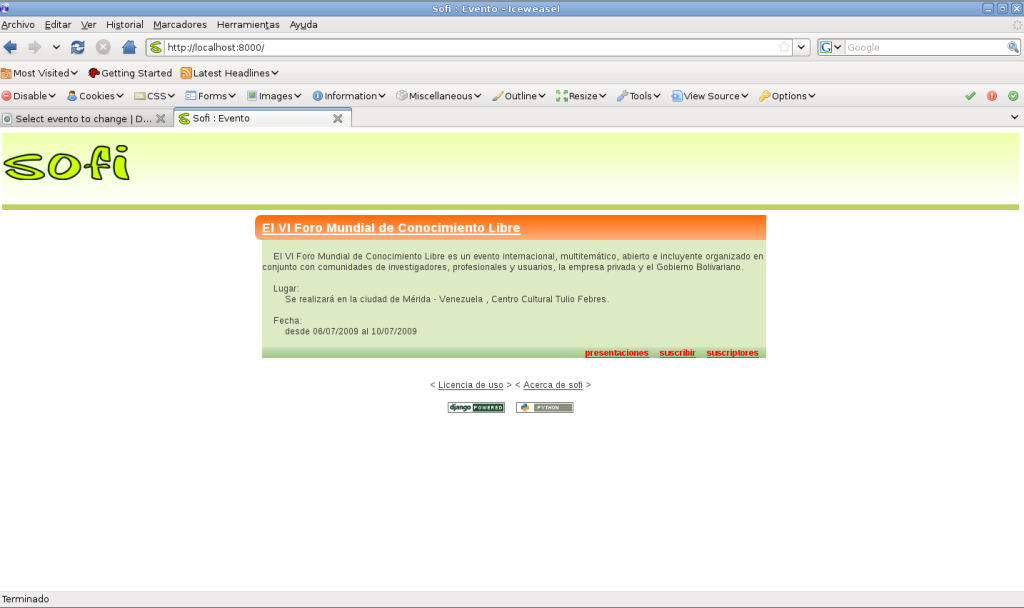 Sofi : Evento - Iceweasel
Archivo Editar Ver Historial Marcadores Herramientas Ayuda
http://localhost:8000/ Google
Most Visited Getting Started Latest Headlines
Disable Cookies CSS Forms Images Information Miscellaneous Outline Resize Tools View Source Options
Select evento to change | D... Sofi : Evento
sofi
El VI Foro Mundial de Conocimiento Libre
El VI Foro Mundial de Conocimiento Libre es un evento internacional, multitemático, abierto e incluyente organizado en
conjunto con comunidades de investigadores, profesionales y usuarios, la empresa privada y el Gobierno Bolivariano.
Lugar:
Se realizará en la ciudad de Mérida - Venezuela , Centro Cultural Tulio Febres.
Fecha:
desde 06/07/2009 al 10/07/2009
presentaciones suscribir suscriptores
< Licencia de uso > < Acerca de sofi >
django POWERED PYTHON
Terminado